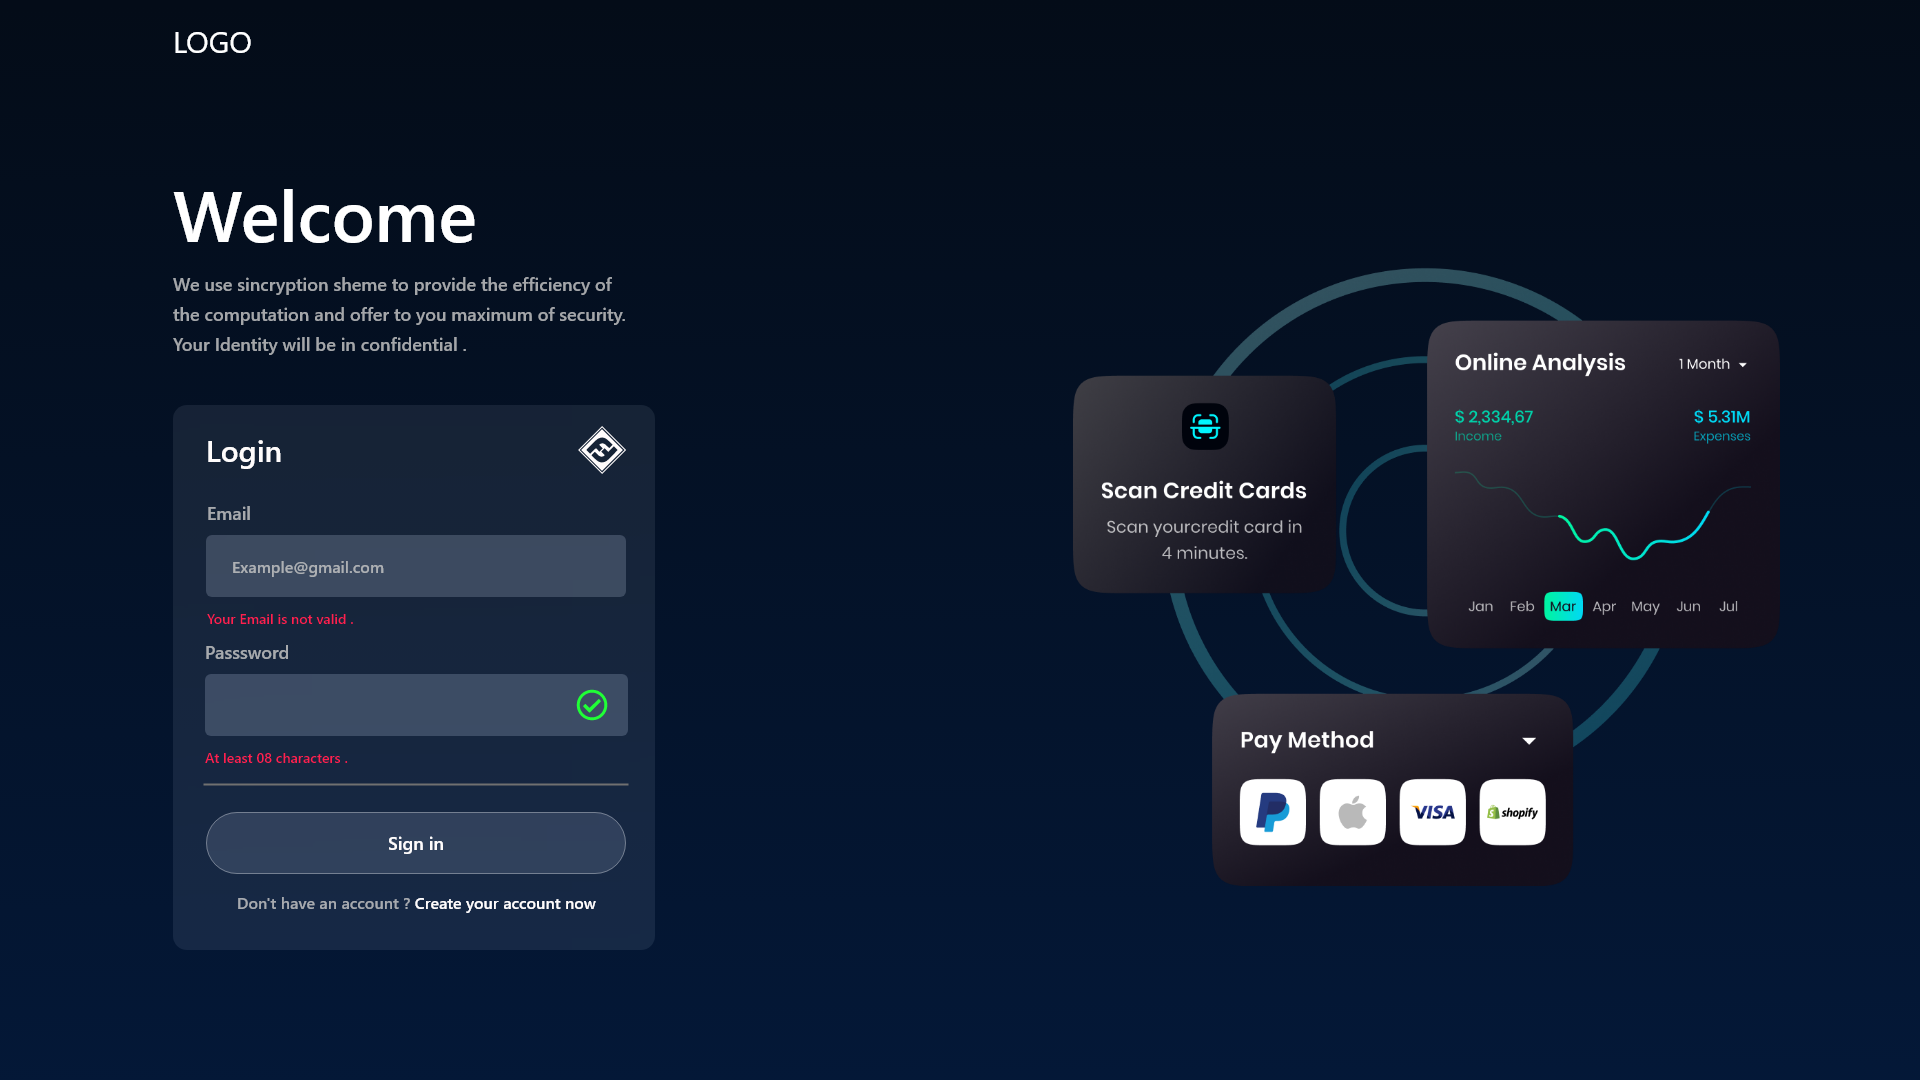 LOGO
Welcome
We use sincryption sheme to provide the efficiency of
the computation and offer to you maximum of security.
Your Identity will be in confidential .
Login
Email
Example@gmail.com
Your Email is not valid .
Passsword
At least 08 characters .
Sign in
Don't have an account ? Create your account now
Scan Credit Cards
Scan yourcredit card in
4 minutes.
Online Analysis
1 Month
$ 2,334,67 $ 5.31M
Income Expenses
Jan Feb Mar Apr May Jun Jul
Pay Method
VISA shopify